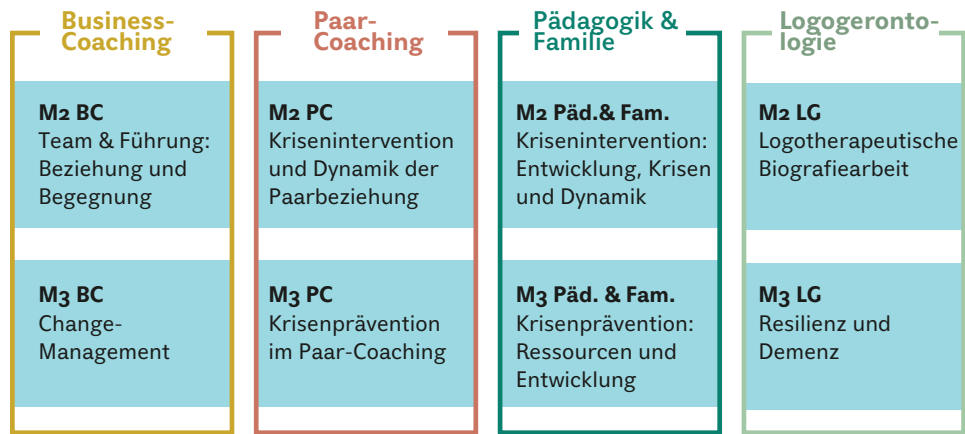 Business-
Coaching
M2 BC
Team & Führung:
Beziehung und
Begegnung
M3 BC
Change-
Management
Paar-
Coaching
M2 PC
Krisenintervention
und Dynamik der
Paarbeziehung
M3 PC
Krisenprävention
im Paar-Coaching
Pädagogik &
Familie
M2 Päd.& Fam.
Krisenintervention:
Entwicklung, Krisen
und Dynamik
M3 Päd. & Fam.
Krisenprävention:
Ressourcen und
Entwicklung
Logogeronto-
logie
M2 LG
Logotherapeutische
Biografiearbeit
M3 LG
Resilienz und
Demenz